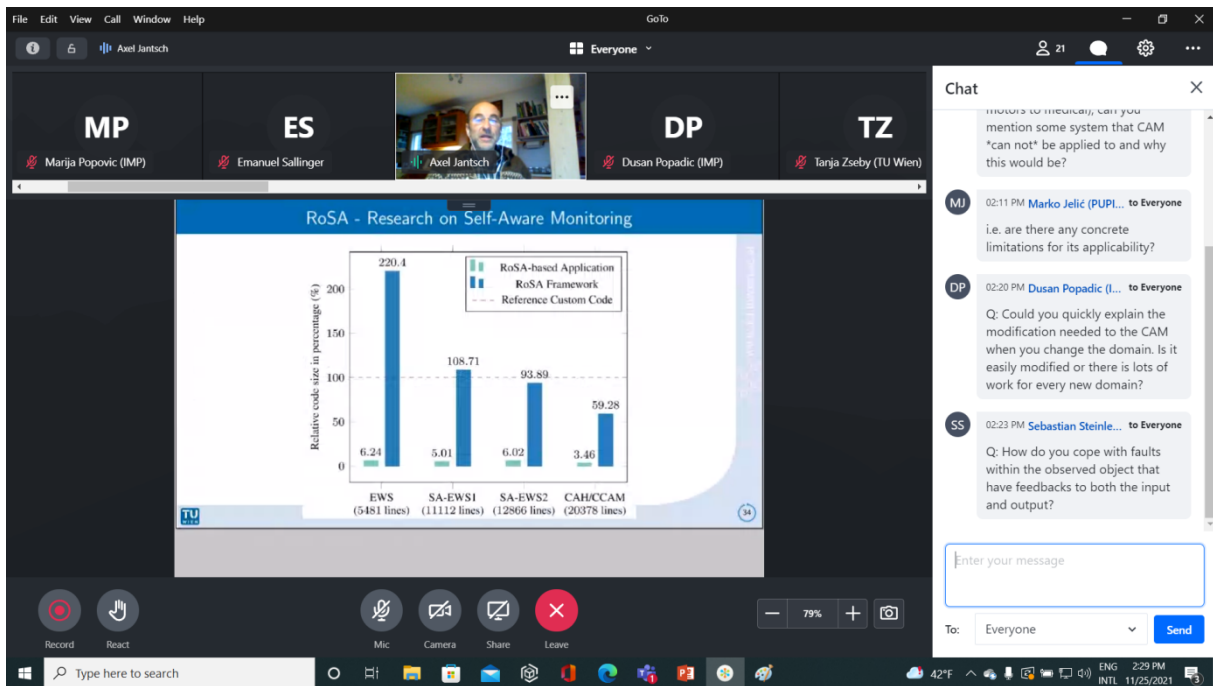 File Edit View Call Window Help
GoTo
Axel Jantsch
Everyone
21
MP
Marija Popovic (IMP)
ES
Emanuel Sallinger
Axel Jantsch
DP
Dusan Popadic (IMP)
TZ
Tanja Zseby (TU Wien)
RoSA - Research on Self-Aware Monitoring
Relative code size in percentage (%)
200
150
100
50
0
RoSA-based Application
RoSA Framework
Reference Custom Code
220.4
108.71
93.89
59.28
6.24
5.01
6.02
3.46
EWS
(5481 lines)
SA-EWS1
(11112 lines)
SA-EWS2
(12866 lines)
CAH/CCAM
(20378 lines)
TU
WIEN
34
Chat
motors to medical), can you
mention some system that CAM
*can not* be applied to and why
this would be?
MJ
02:11 PM Marko Jelić (PUPI... to Everyone
i.e. are there any concrete
limitations for its applicability?
DP
02:20 PM Dusan Popadic (I... to Everyone
Q: Could you quickly explain the
modification needed to the CAM
when you change the domain. Is it
easily modified or there is lots of
work for every new domain?
SS
02:23 PM Sebastian Steinle... to Everyone
Q: How do you cope with faults
within the observed object that
have feedbacks to both the input
and output?
Enter your message
To: Everyone
Send
Record
React
Mic
Camera
Share
Leave
79%
Type here to search
42°F
ENG
INTL
2:29 PM
11/25/2021
3